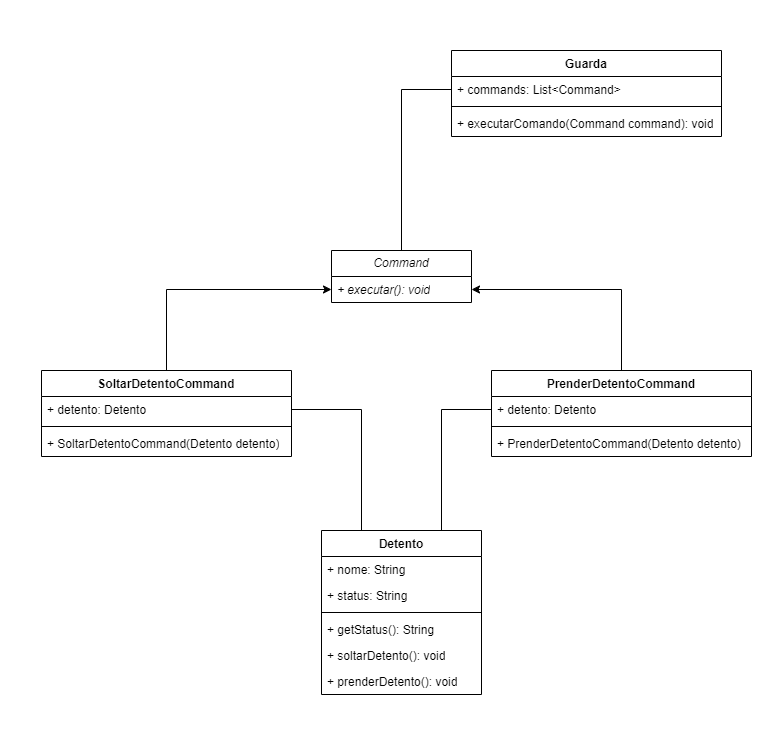 Guarda
+ commands: List<Command>
+ executarComando(Command command): void
Command
+ executar(): void
SoltarDetentoCommand
+ detento: Detento
+ SoltarDetentoCommand(Detento detento)
PrenderDetentoCommand
+ detento: Detento
+ PrenderDetentoCommand(Detento detento)
Detento
+ nome: String
+ status: String
+ getStatus(): String
+ soltarDetento(): void
+ prenderDetento(): void